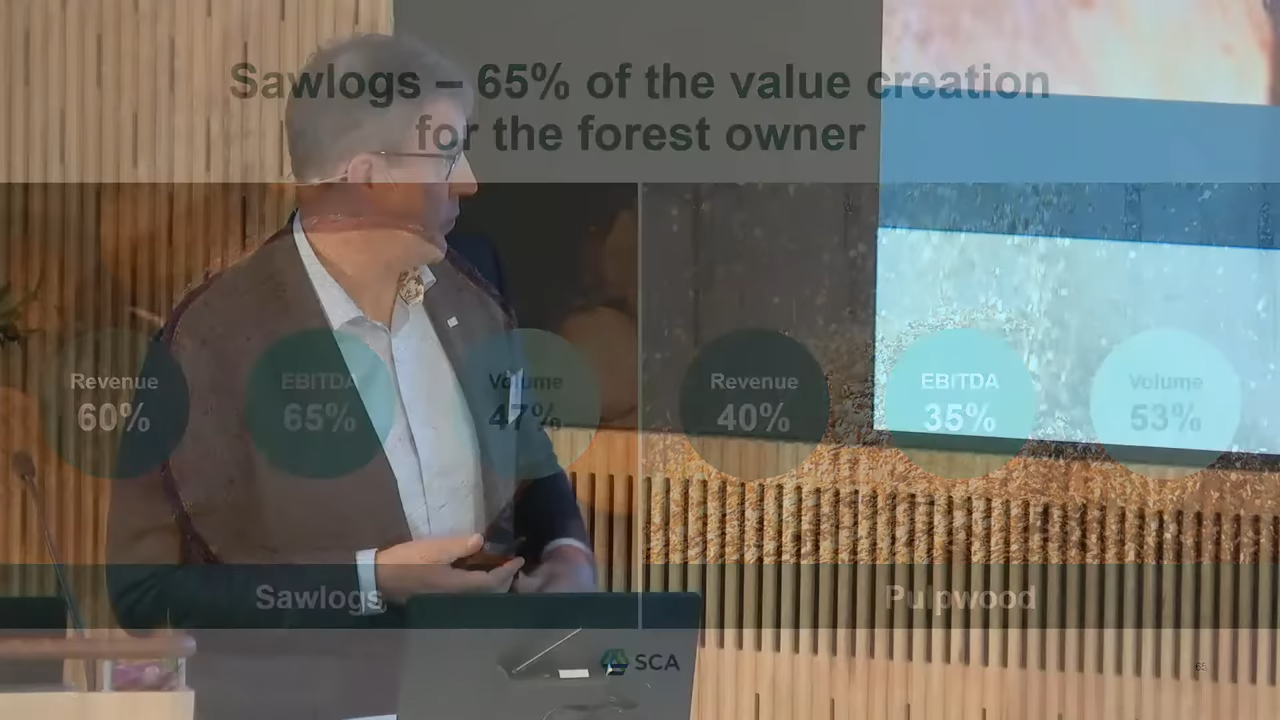 Sawlogs – 65% of the value creation
for the forest owner
Revenue
60%
EBITDA
65%
Volume
47%
Revenue
40%
EBITDA
35%
Volume
53%
Sawlogs
Pulpwood
SCA
65